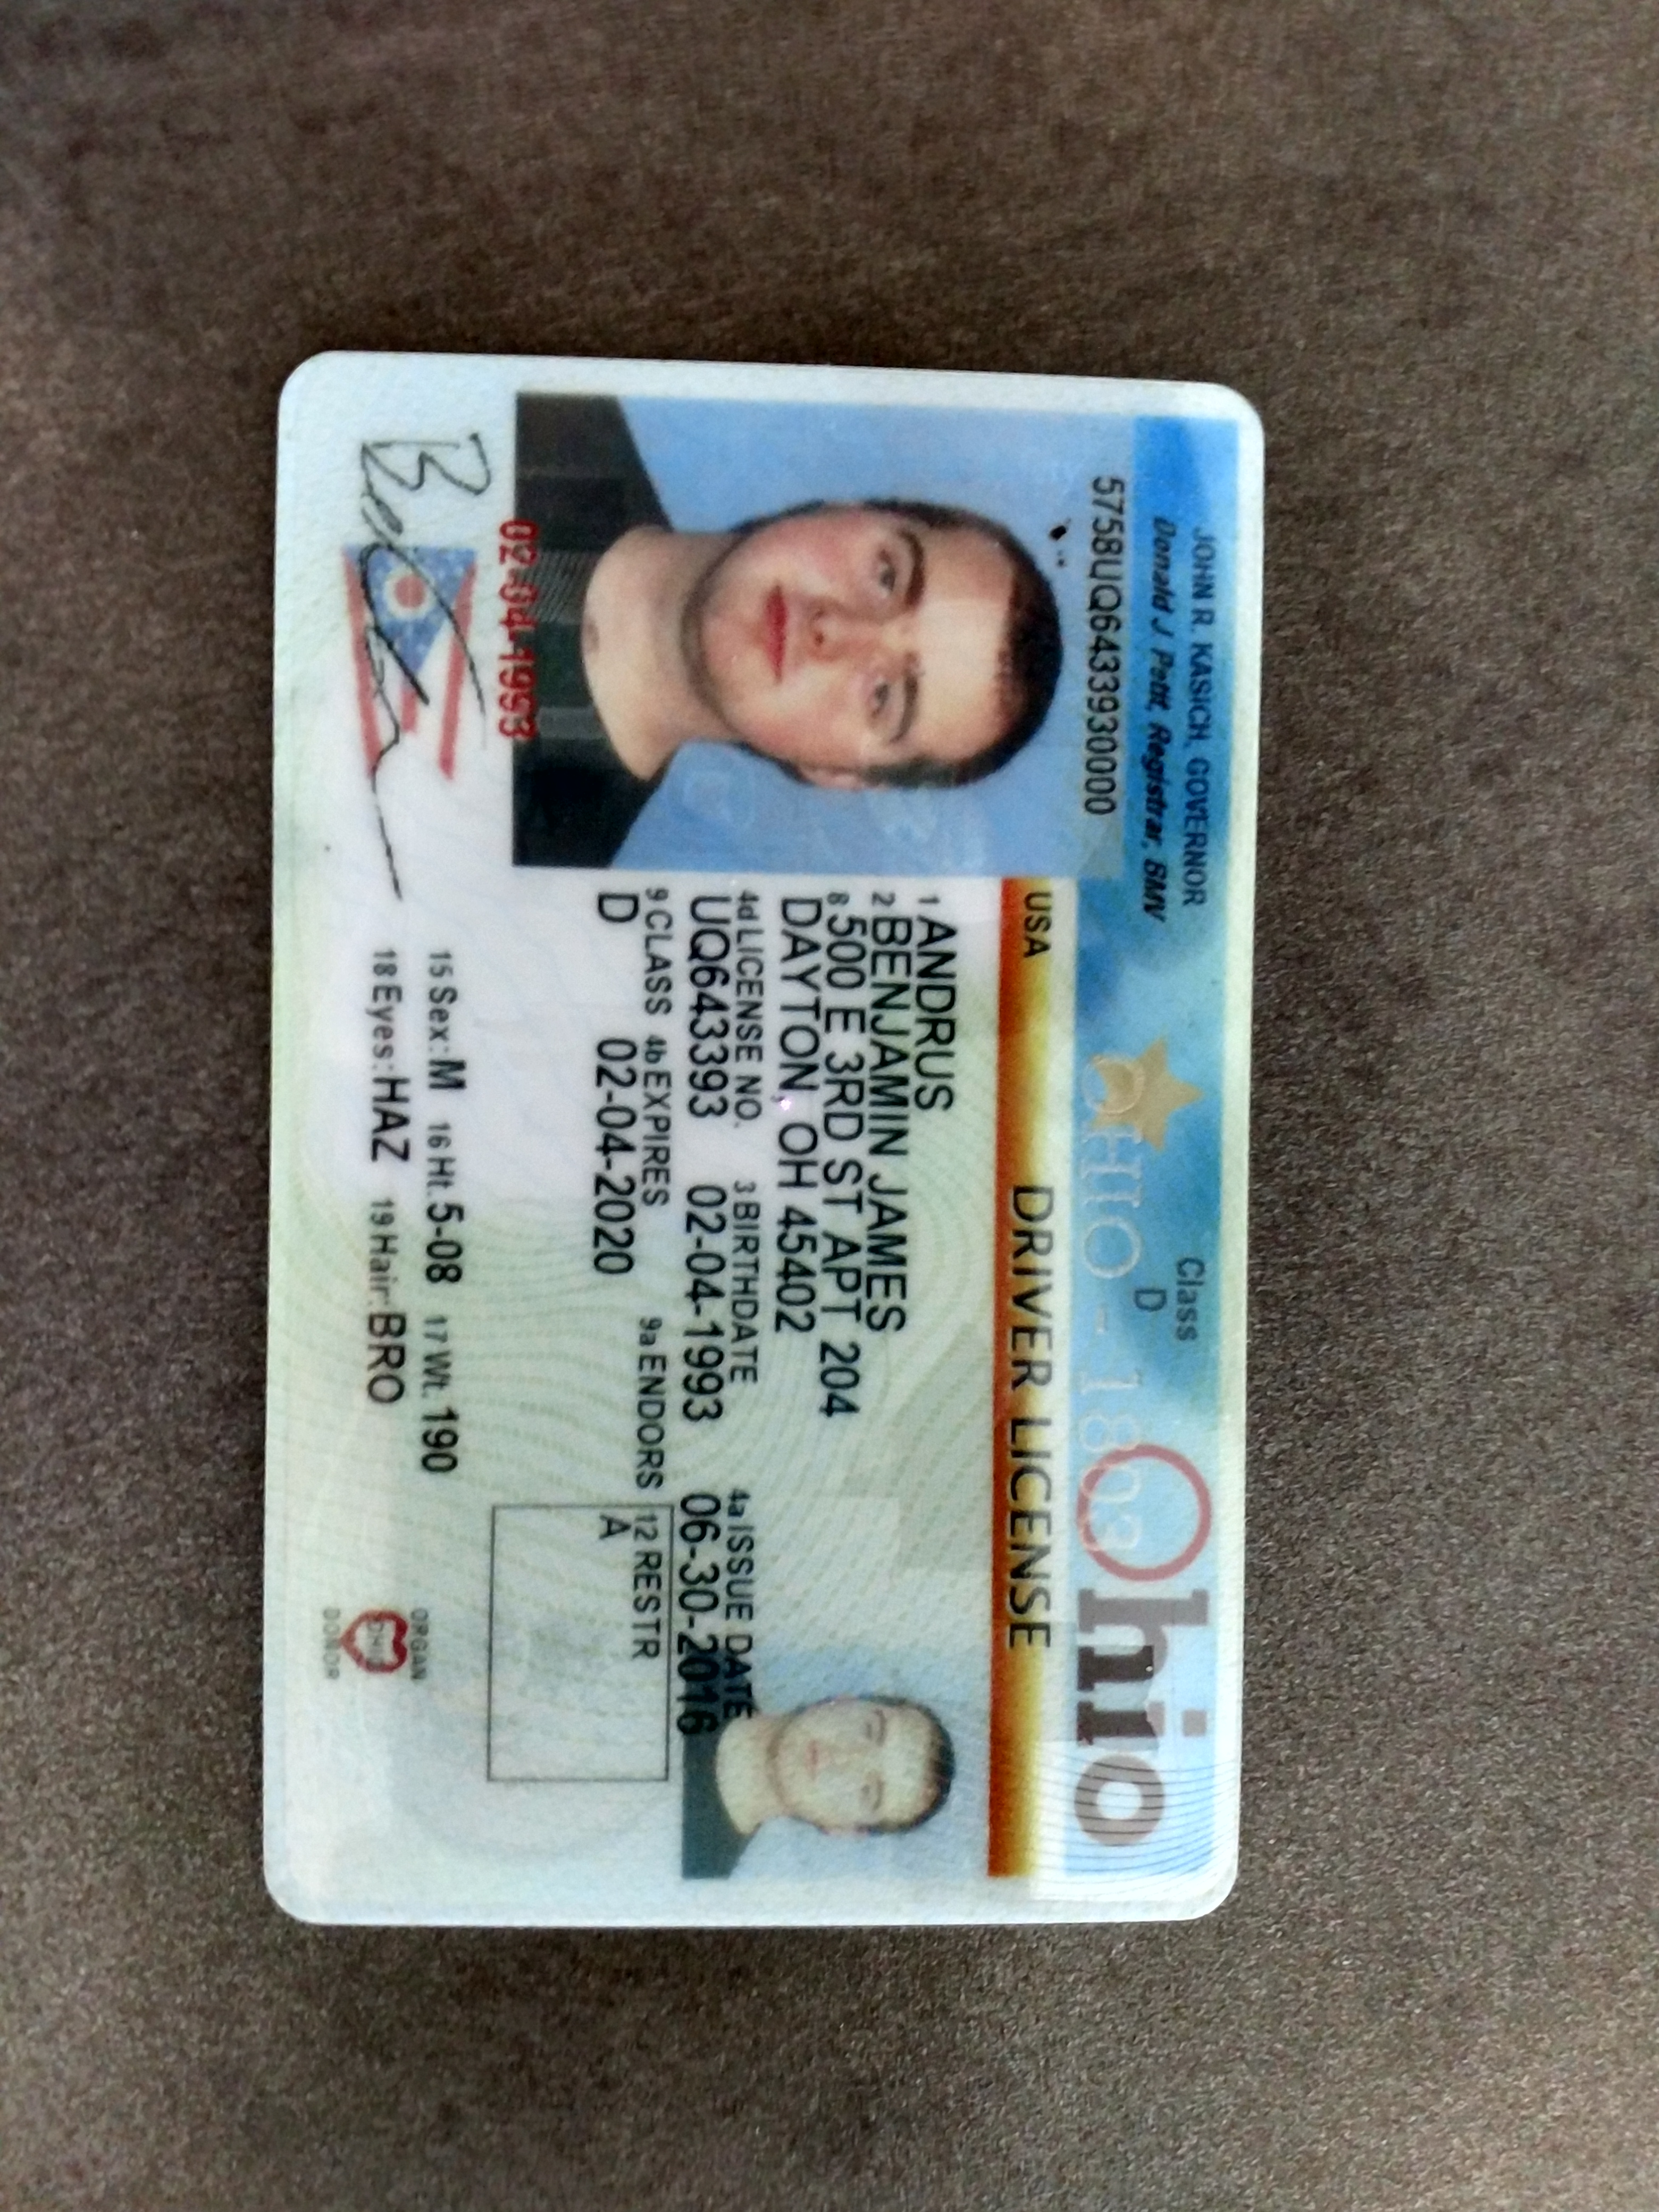 JOHN R. KASICH, GOVERNOR
Donald J Petit, Registrar, BMV
Class
D
Ohio
OHIO - 1803
USA
DRIVER LICENSE
5758UQ6433930000
1 ANDRUS
2 BENJAMIN JAMES
8 500 E 3RD ST APT 204
DAYTON, OH 45402
4d LICENSE NO. 3 BIRTHDATE 4a ISSUE DATE
UQ643393 02-04-1993 06-30-2016
9 CLASS 4b EXPIRES 9a ENDORS 12 RESTR
D 02-04-2020 A
02-04-1993
15 Sex: M 16 Ht. 5-08 17 Wt. 190
18 Eyes: HAZ 19 Hair: BRO
ORGAN
DONOR